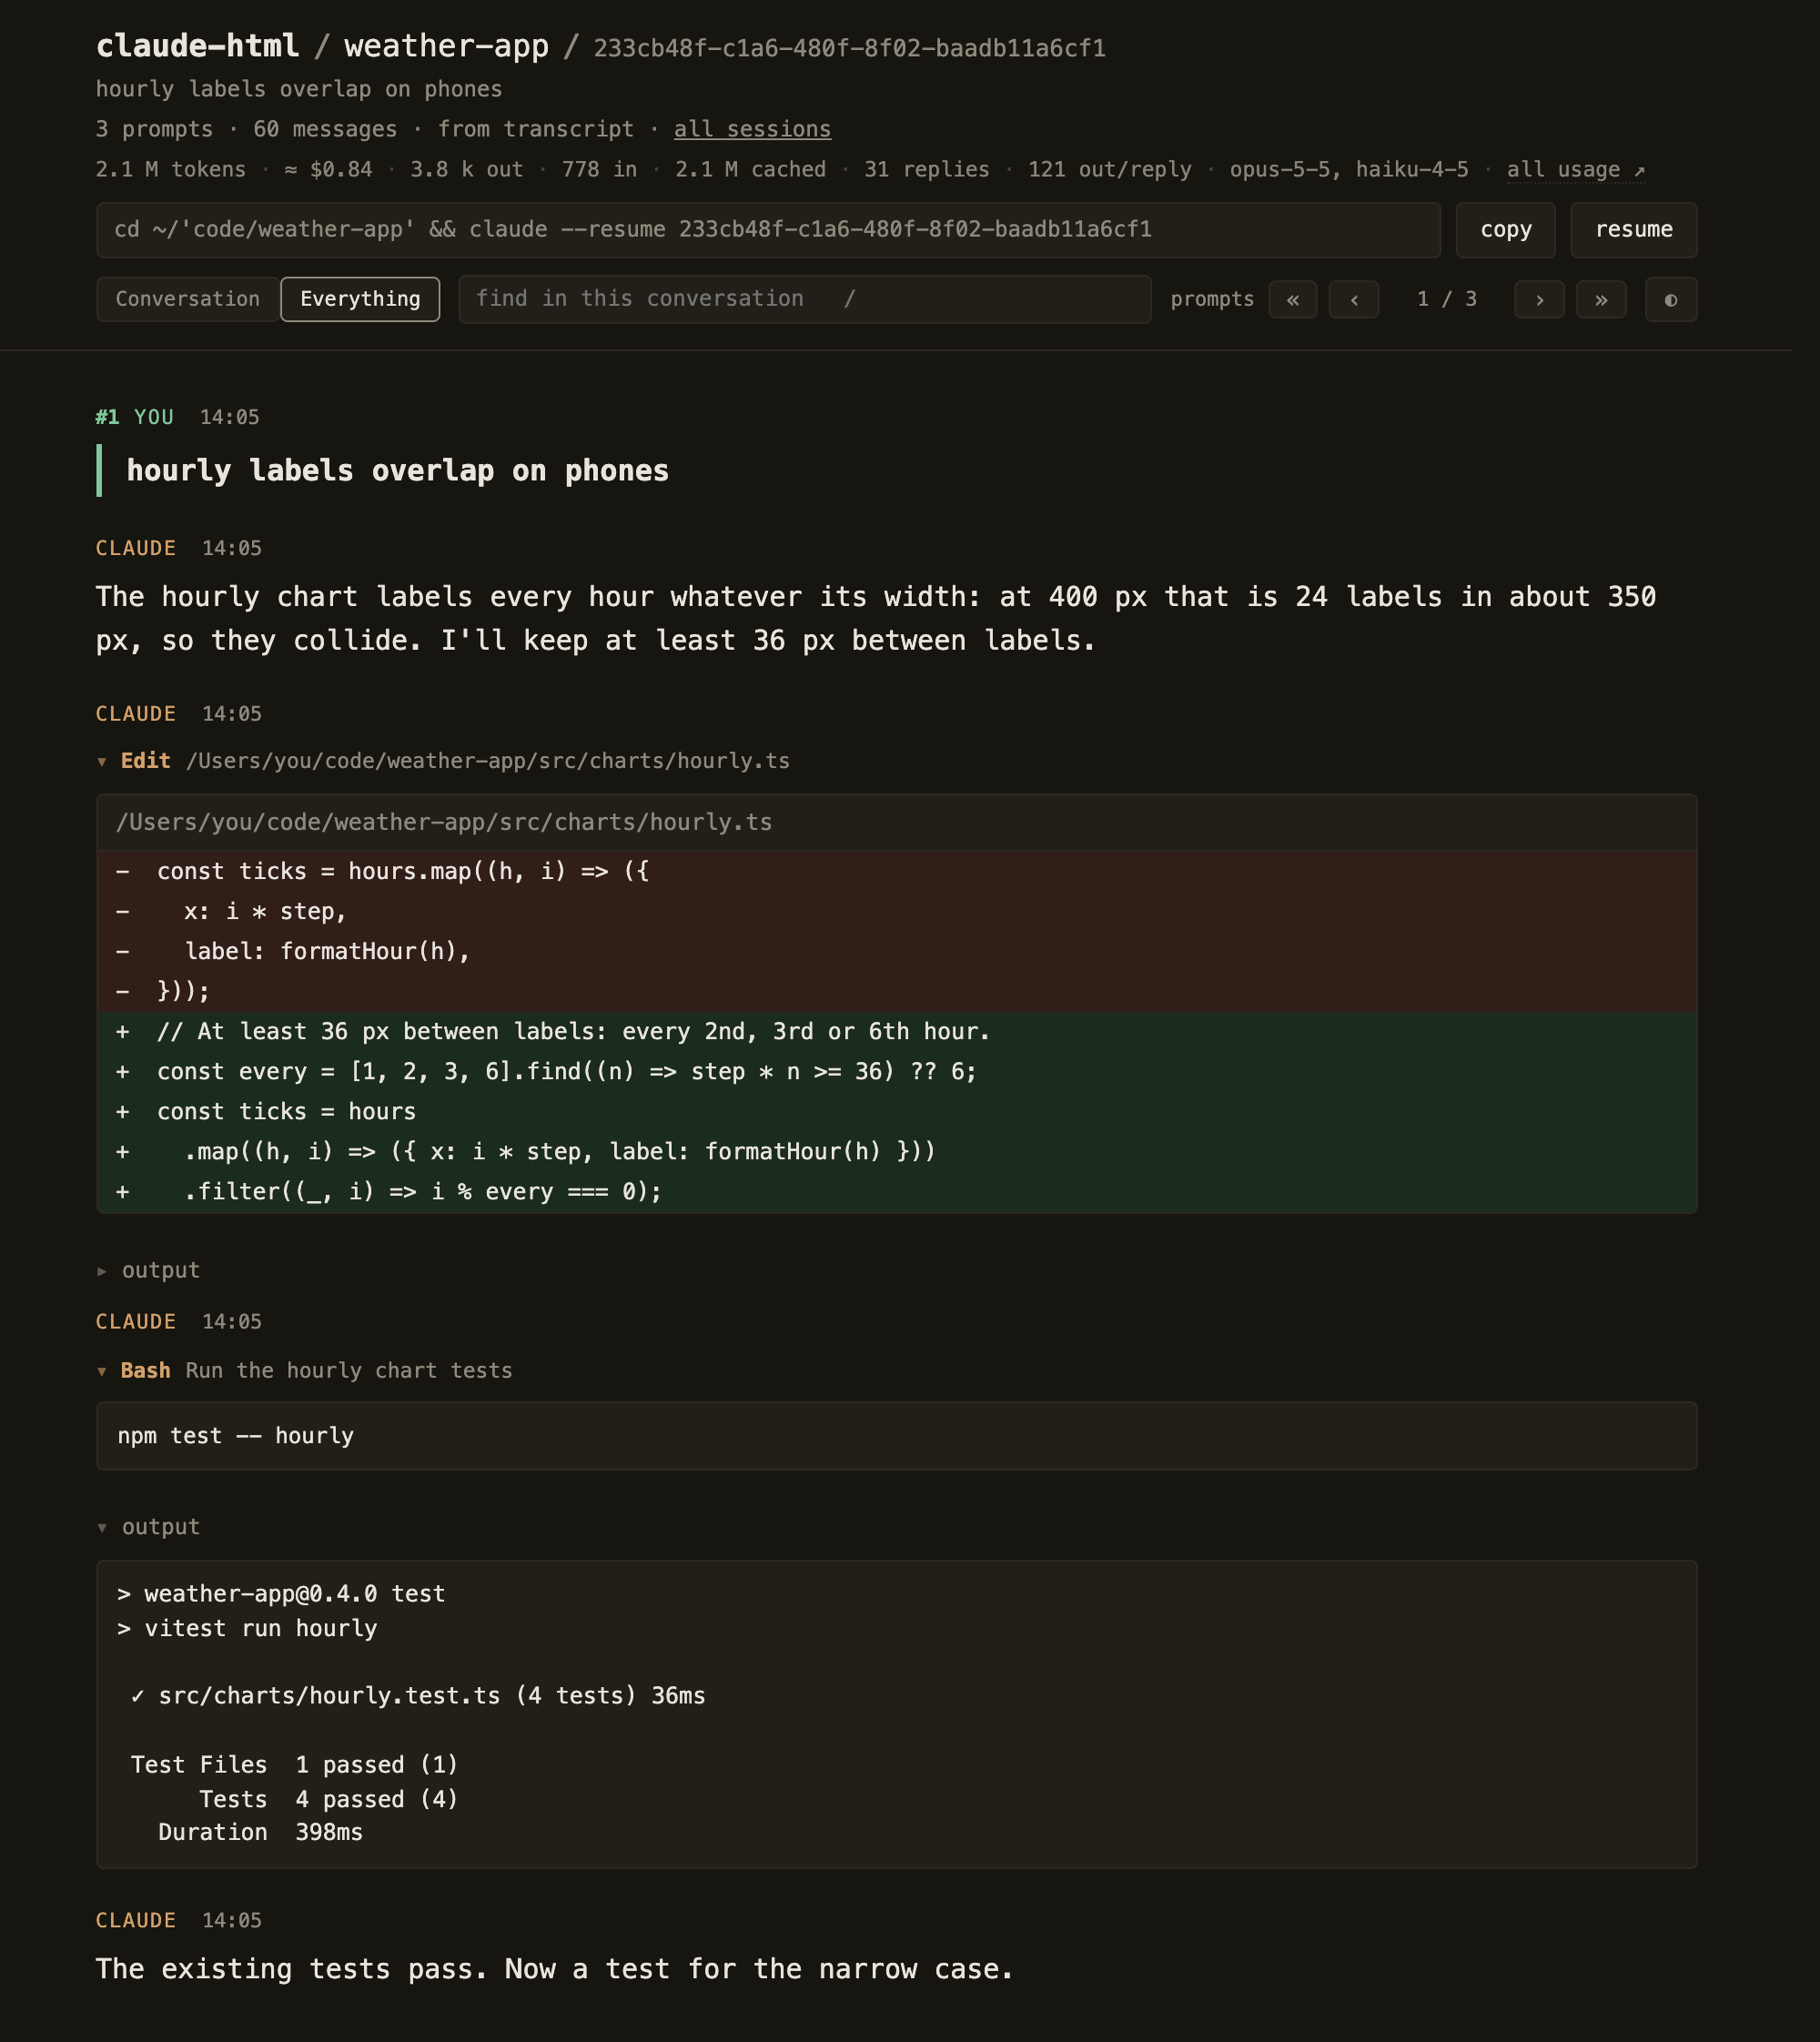 claude-html / weather-app / 233cb48f-c1a6-480f-8f02-baadb11a6cf1
hourly labels overlap on phones
3 prompts · 60 messages · from transcript · all sessions
2.1 M tokens · ≈ $0.84 · 3.8 k out · 778 in · 2.1 M cached · 31 replies · 121 out/reply · opus-5-5, haiku-4-5 · all usage ↗
cd ~/'code/weather-app' && claude --resume 233cb48f-c1a6-480f-8f02-baadb11a6cf1 copy resume
Conversation Everything find in this conversation / prompts « ‹ 1 / 3 › » ◐
#1 YOU 14:05
hourly labels overlap on phones
CLAUDE 14:05
The hourly chart labels every hour whatever its width: at 400 px that is 24 labels in about 350
px, so they collide. I'll keep at least 36 px between labels.
CLAUDE 14:05
▾ Edit /Users/you/code/weather-app/src/charts/hourly.ts
/Users/you/code/weather-app/src/charts/hourly.ts
- const ticks = hours.map((h, i) => ({
-   x: i * step,
-   label: formatHour(h),
- }));
+ // At least 36 px between labels: every 2nd, 3rd or 6th hour.
+ const every = [1, 2, 3, 6].find((n) => step * n >= 36) ?? 6;
+ const ticks = hours
+   .map((h, i) => ({ x: i * step, label: formatHour(h) }))
+   .filter((_, i) => i % every === 0);
▸ output
CLAUDE 14:05
▾ Bash Run the hourly chart tests
npm test -- hourly
▾ output
> weather-app@0.4.0 test
> vitest run hourly
✓ src/charts/hourly.test.ts (4 tests) 36ms
Test Files  1 passed (1)
Tests  4 passed (4)
Duration  398ms
CLAUDE 14:05
The existing tests pass. Now a test for the narrow case.